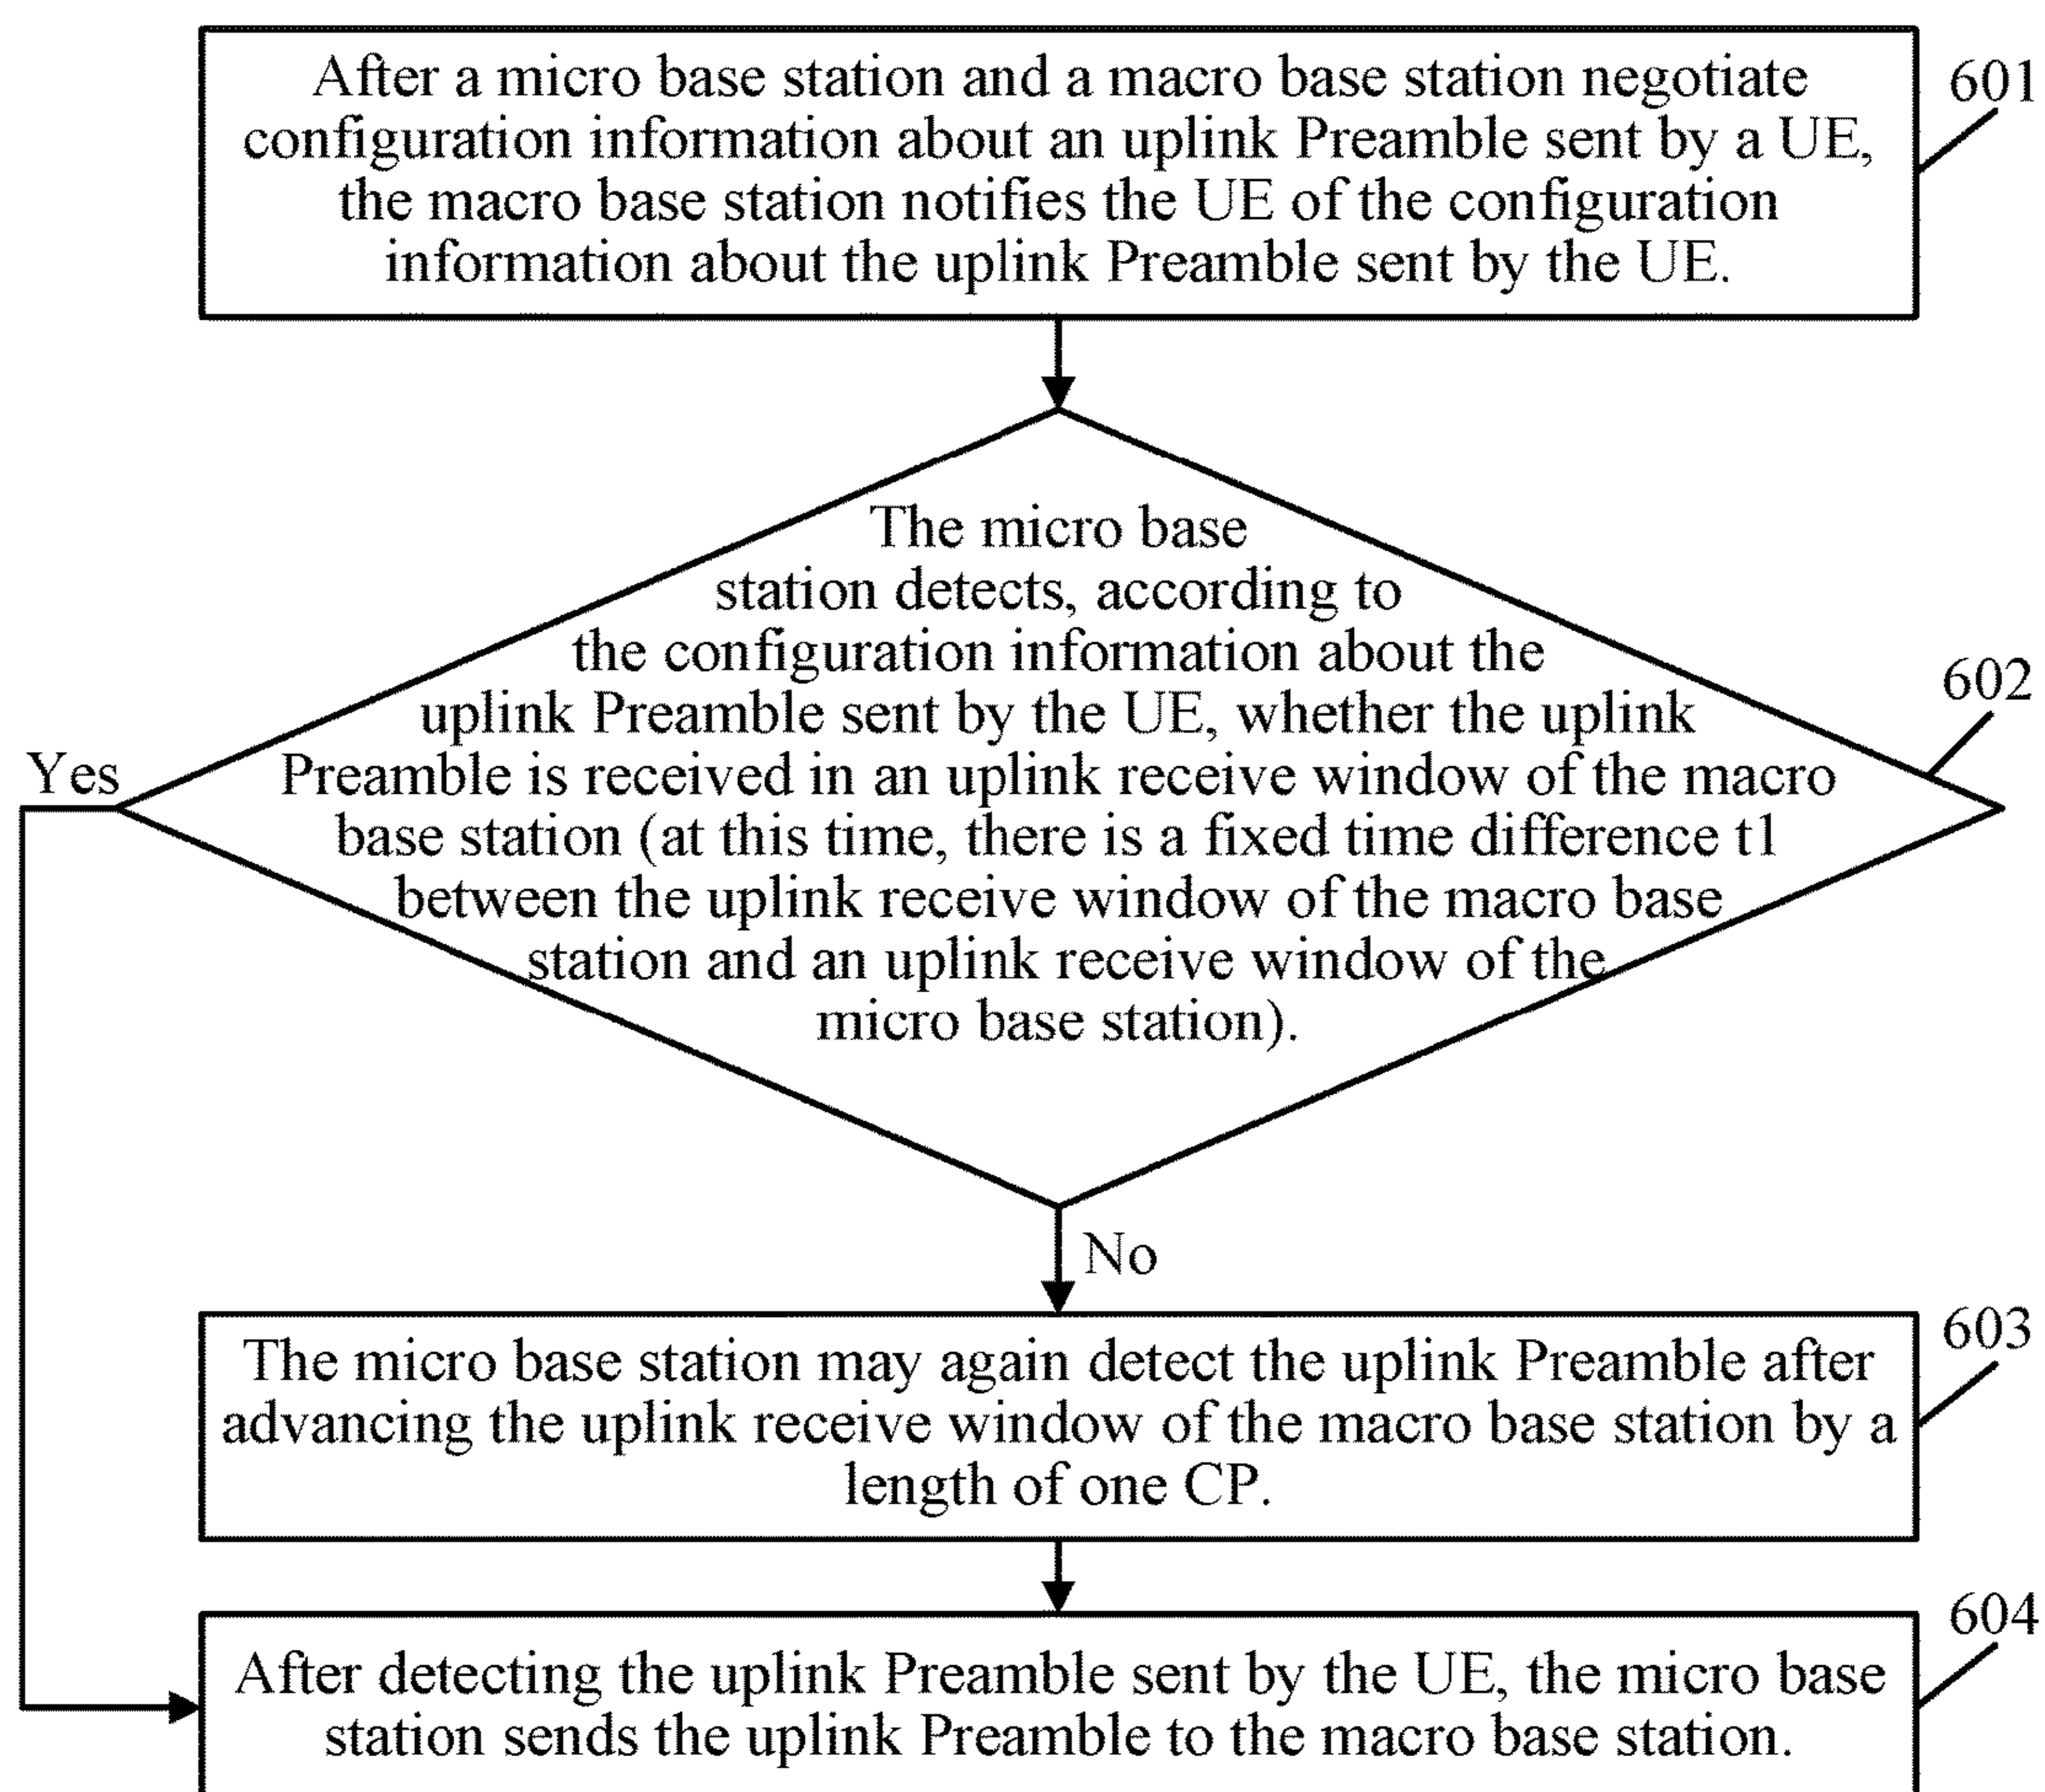 After a micro base station and a macro base station negotiate
configuration information about an uplink Preamble sent by a UE,
the macro base station notifies the UE of the configuration
information about the uplink Preamble sent by the UE.
601
The micro base
station detects, according to
the configuration information about the
uplink Preamble sent by the UE, whether the uplink
Preamble is received in an uplink receive window of the macro
base station (at this time, there is a fixed time difference t1
between the uplink receive window of the macro base
station and an uplink receive window of the
micro base station).
602
Yes
No
The micro base station may again detect the uplink Preamble after
advancing the uplink receive window of the macro base station by a
length of one CP.
603
After detecting the uplink Preamble sent by the UE, the micro base
station sends the uplink Preamble to the macro base station.
604